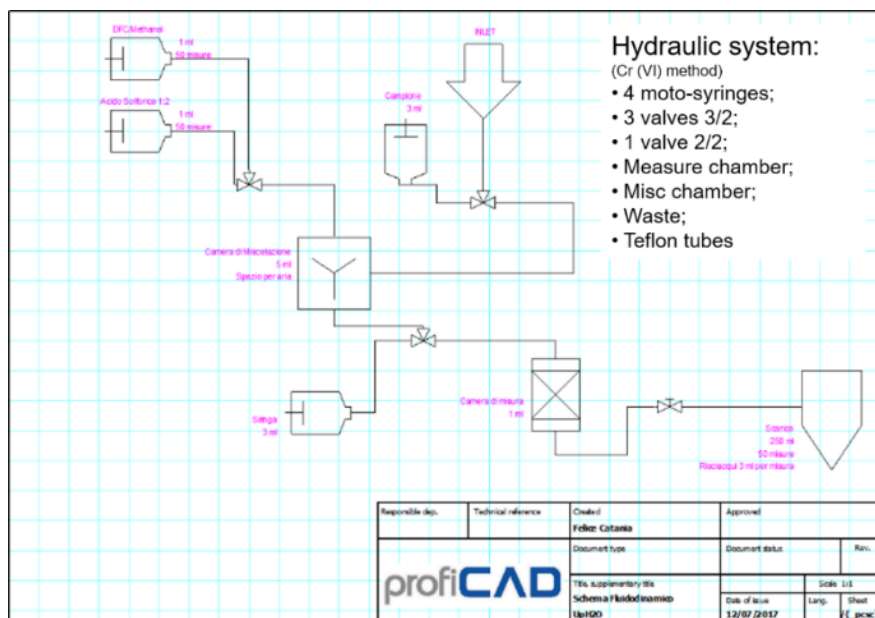 DFC/Methanol
1 ml
50 misure
Acido Solforico 1:2
1 ml
50 misure
Campione
3 ml
INLET
Hydraulic system:
(Cr (VI) method)
• 4 moto-syringes;
• 3 valves 3/2;
• 1 valve 2/2;
• Measure chamber;
• Misc chamber;
• Waste;
• Teflon tubes
Camera di Miscelazione
5 ml
Spazio per aria
Siringa
3 ml
Camera di misura
1 ml
Scarico
250 ml
50 misure
Risciacqui 3 ml per misura
Responsible dep.
Technical reference
Created
Felice Catania
Approved
Document type
Document status
Rev.
profiCAD
Title, supplementary title
Schema Fluidodinamico
UpH2O
Scale 1:1
Date of issue
12/07/2017
Lang.
Sheet